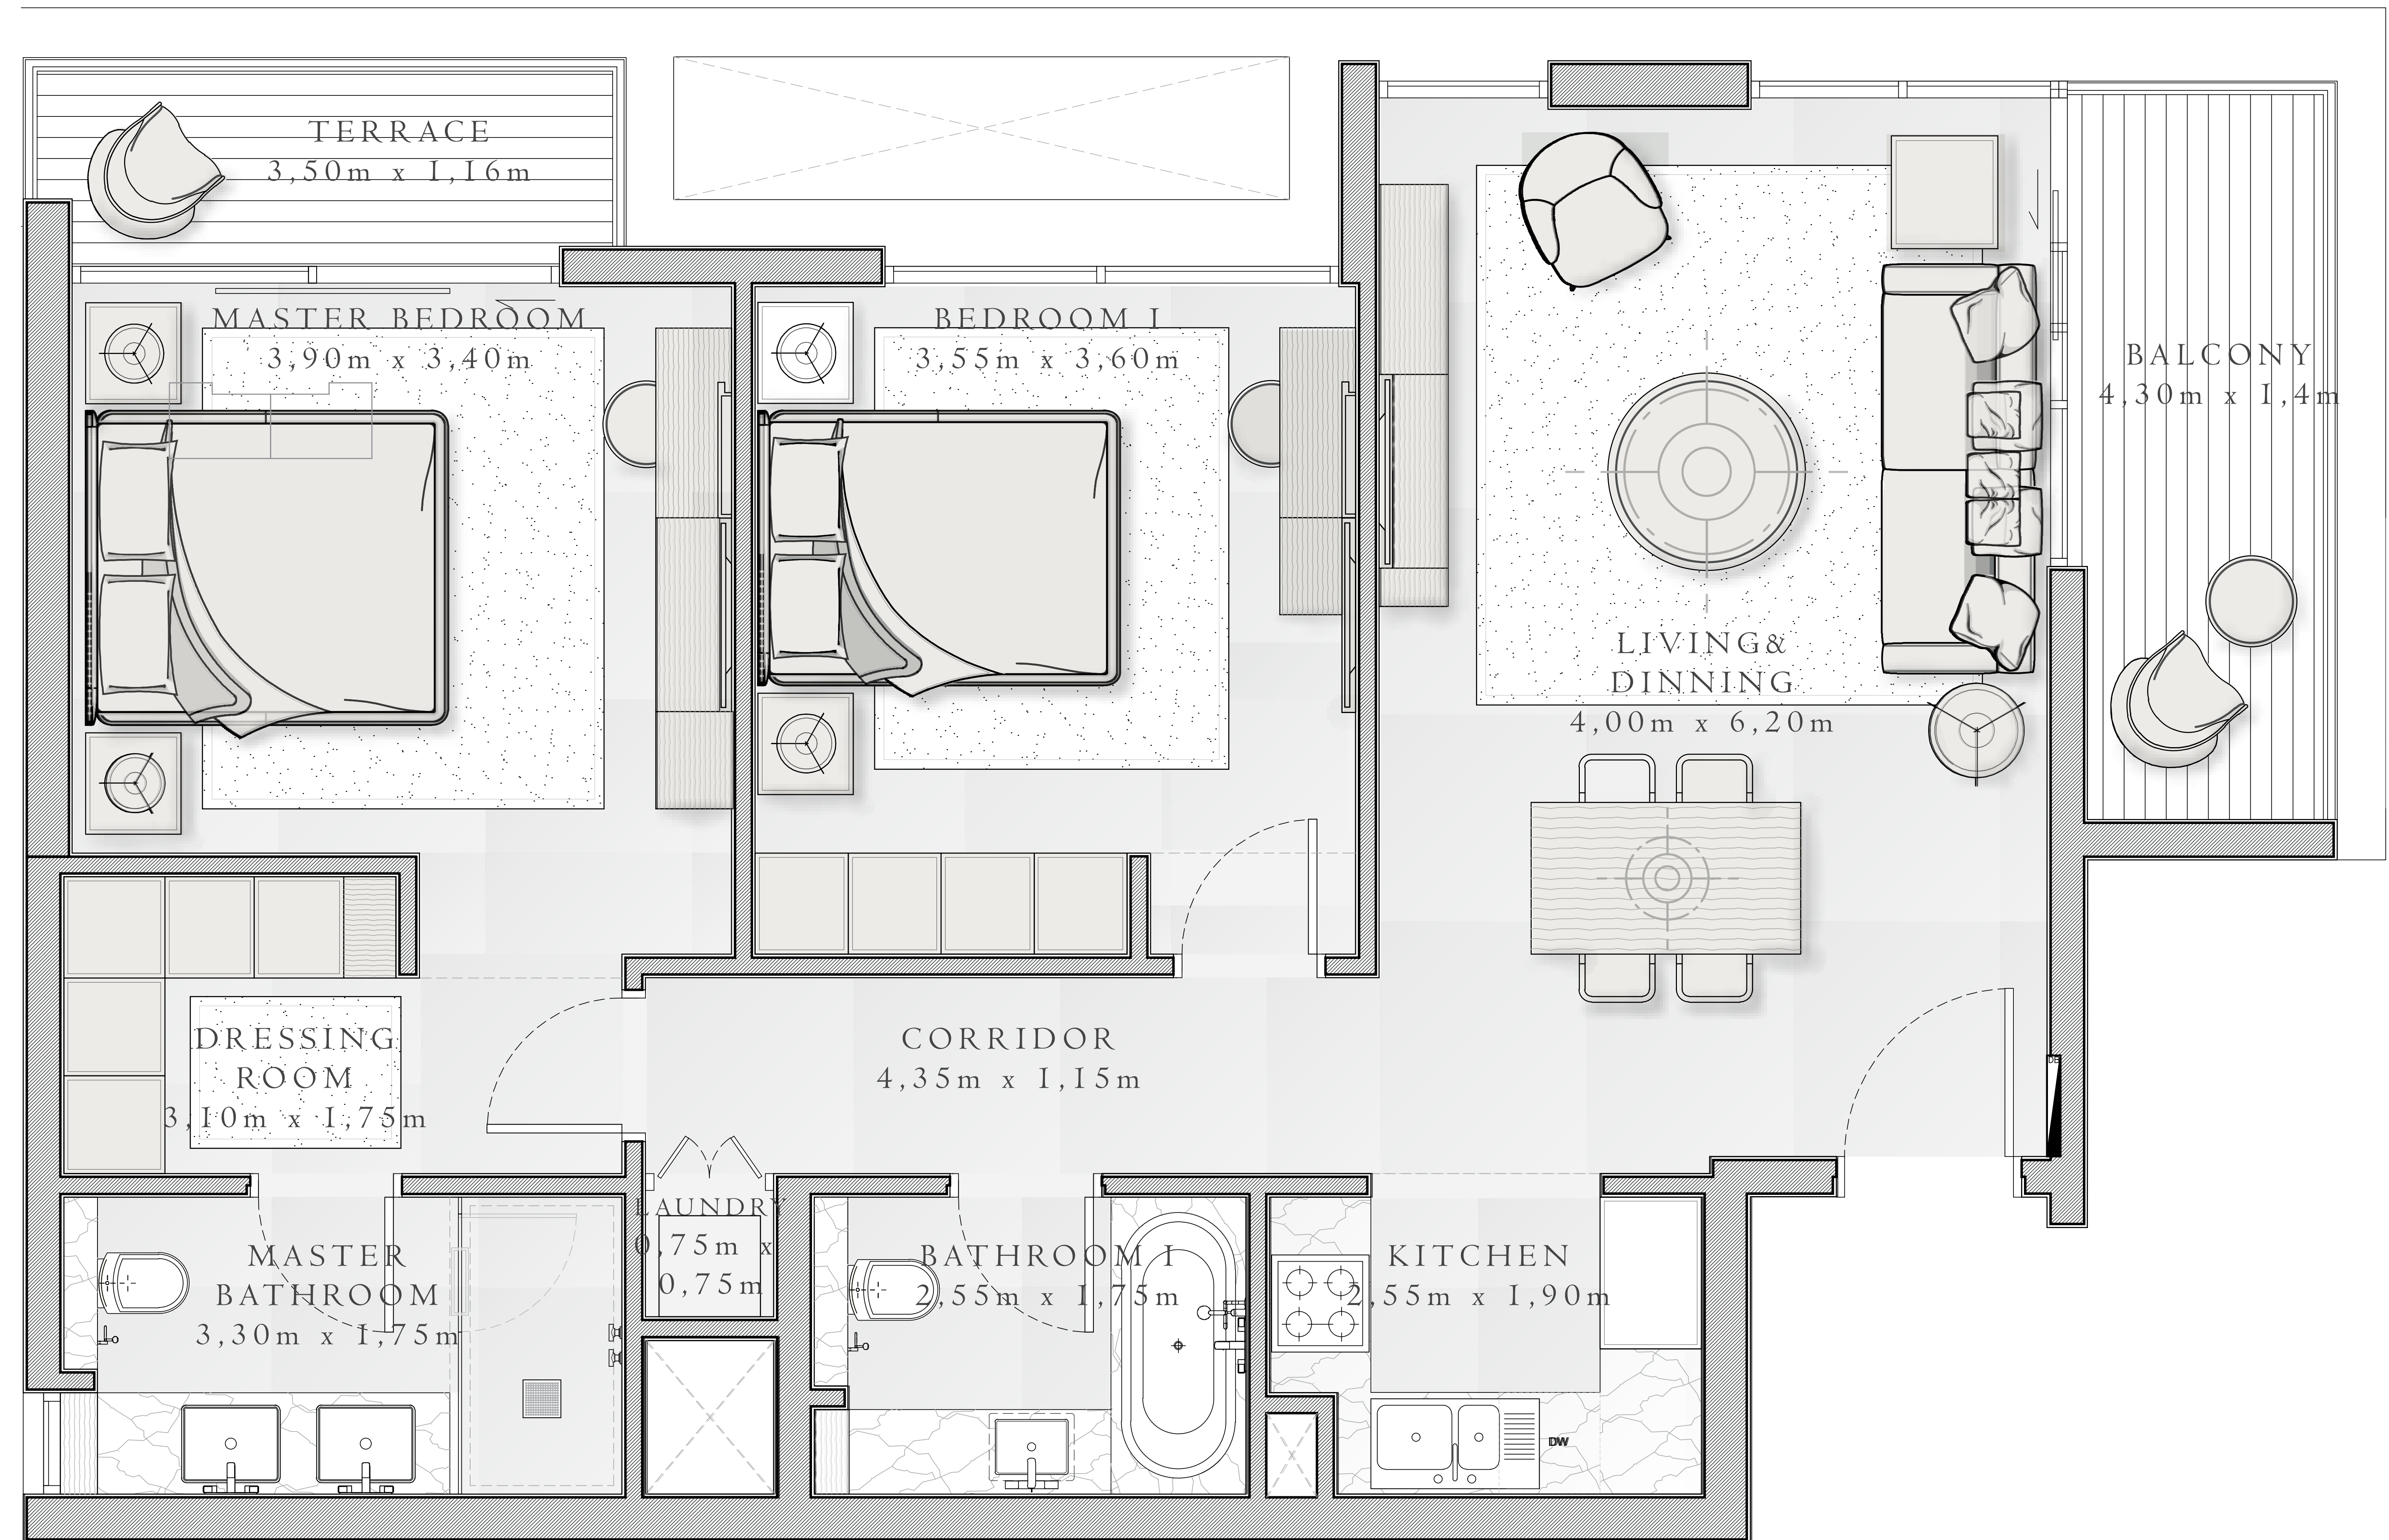 TERRACE
3,50m x 1,16m
MASTER BEDROOM
3,90m x 3,40m
BEDROOM I
3,55m x 3,60m
BALCONY
4,30m x 1,4m
LIVING&
DINNING
4,00m x 6,20m
DRESSING
ROOM
3,10m x 1,75m
CORRIDOR
4,35m x 1,15m
LAUNDRY
0,75m x
0,75m
MASTER
BATHROOM
3,30m x 1,75m
BATHROOM I
2,55m x 1,75m
KITCHEN
2,55m x 1,90m
DW